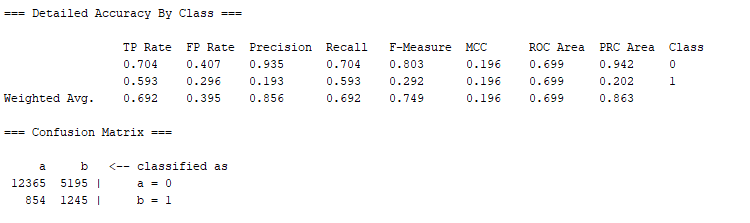 === Detailed Accuracy By Class ===
TP Rate FP Rate Precision Recall F-Measure MCC ROC Area PRC Area Class
0.704 0.407 0.935 0.704 0.803 0.196 0.699 0.942 0
0.593 0.296 0.193 0.593 0.292 0.196 0.699 0.202 1
Weighted Avg. 0.692 0.395 0.856 0.692 0.749 0.196 0.699 0.863
=== Confusion Matrix ===
a b <-- classified as
12365 5195 | a = 0
854 1245 | b = 1